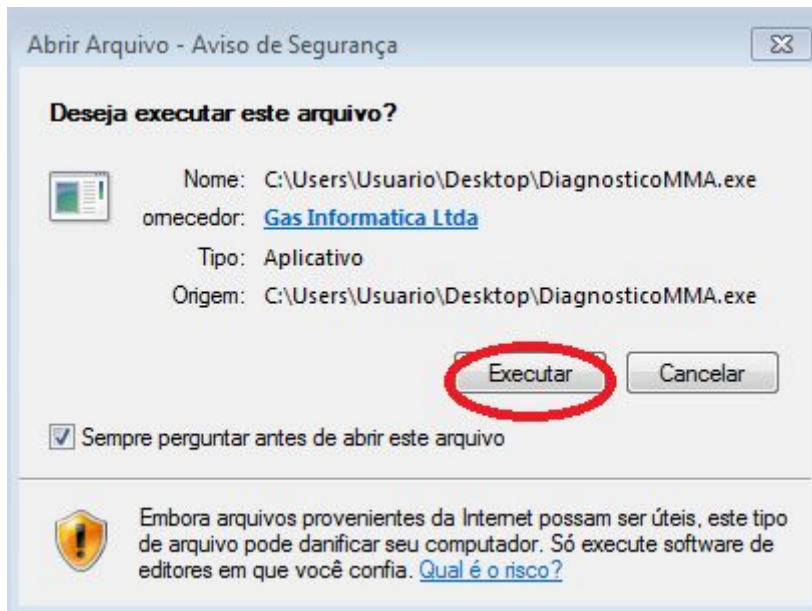 Abrir Arquivo - Aviso de Segurança
Deseja executar este arquivo?
Nome: C:\Users\Usuario\Desktop\DiagnosticoMMA.exe
omecedor: Gas Informatica Ltda
Tipo: Aplicativo
Origem: C:\Users\Usuario\Desktop\DiagnosticoMMA.exe
Executar Cancelar
Sempre perguntar antes de abrir este arquivo
Embora arquivos provenientes da Internet possam ser úteis, este tipo
de arquivo pode danificar seu computador. Só execute software de
editores em que você confia. Qual é o risco?